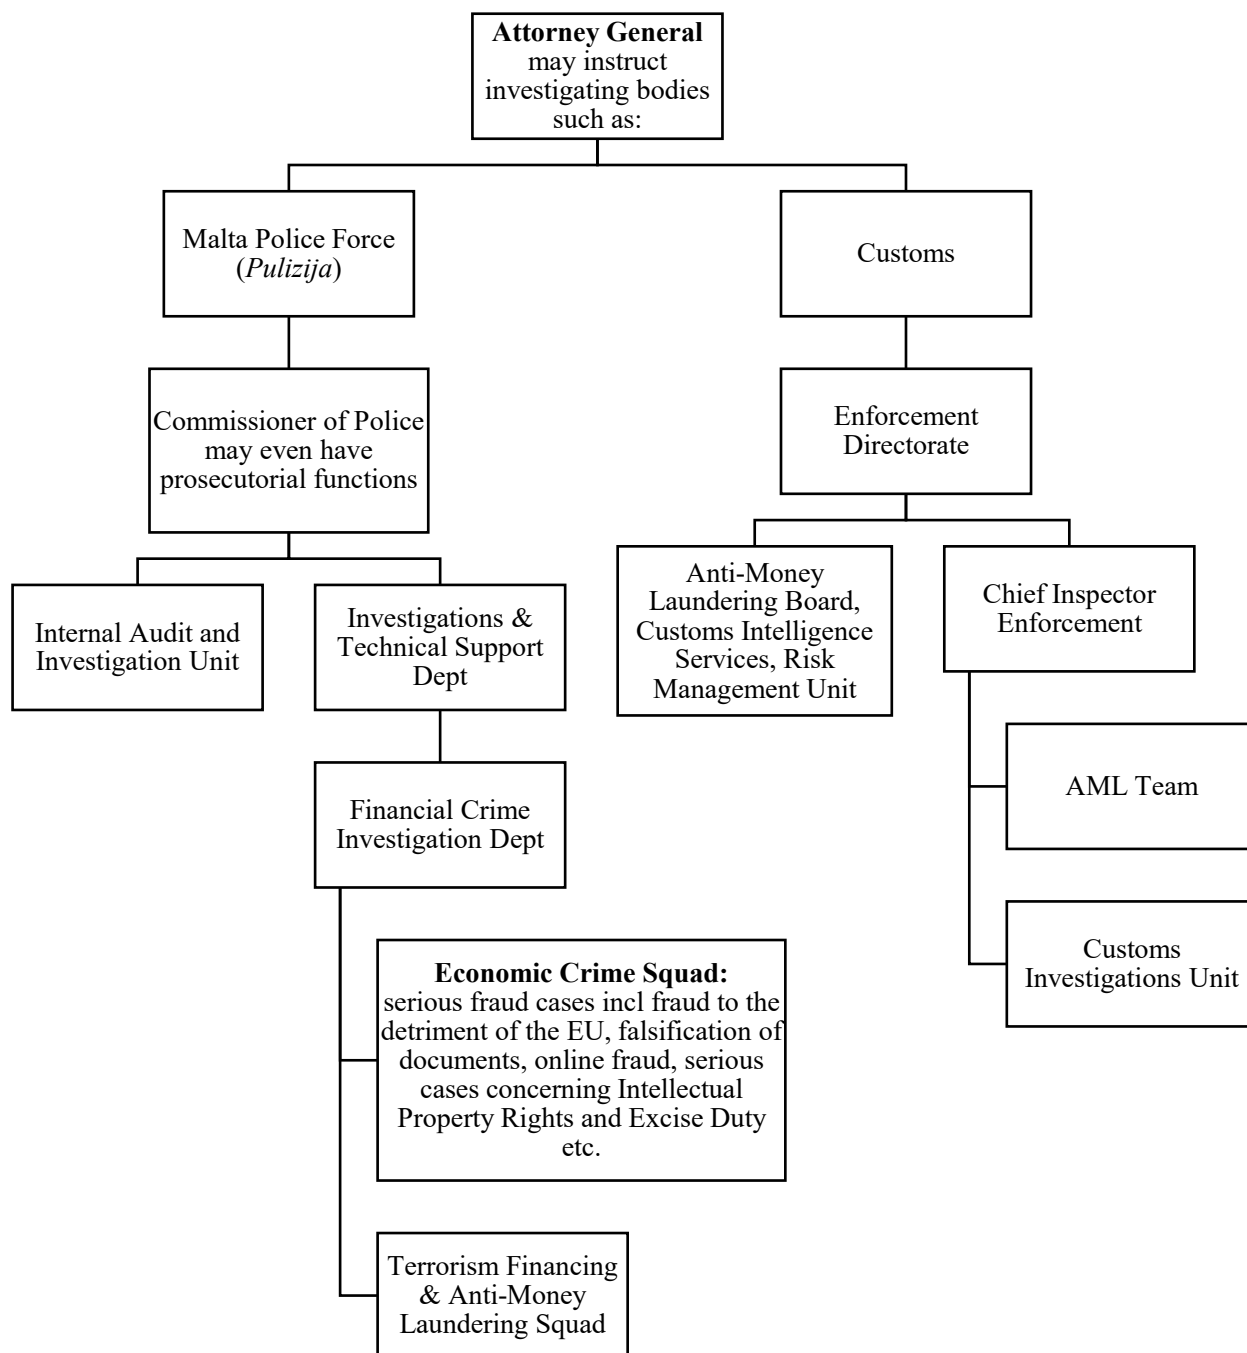 Attorney General
may instruct
investigating bodies
such as:
Malta Police Force
(Pulizija)
Customs
Commissioner of Police
may even have
prosecutorial functions
Enforcement
Directorate
Internal Audit and
Investigation Unit
Investigations &
Technical Support
Dept
Anti-Money
Laundering Board,
Customs Intelligence
Services, Risk
Management Unit
Chief Inspector
Enforcement
Financial Crime
Investigation Dept
AML Team
Customs
Investigations Unit
Economic Crime Squad:
serious fraud cases incl fraud to the
detriment of the EU, falsification of
documents, online fraud, serious
cases concerning Intellectual
Property Rights and Excise Duty
etc.
Terrorism Financing
& Anti-Money
Laundering Squad